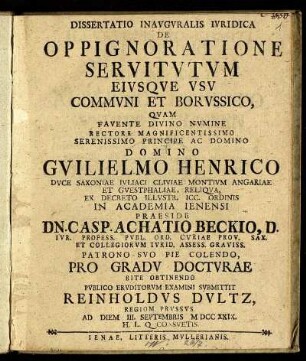 DISSERTATIO INAVGVRALIS IVRIDICA
DE
OPPIGNORATIONE
SERVITVTVM
EIVSQVE VSV
COMMVNI ET BORVSSICO,
QVAM
FAVENTE DIVINO NVMINE
RECTORE MAGNIFICENTISSIMO
SERENISSIMO PRINCIPE AC DOMINO
DOMINO
GVILIELMO HENRICO
DVCE SAXONIAE IVLIACI CLIVIAE MONTIVM ANGARIAE
ET GVESTPHALIAE, RELIQVA,
EX DECRETO ILLVSTR. ICC. ORDINIS
IN ACADEMIA IENENSI
PRAESIDE
DN. CASP. ACHATIO BECKIO, D.
IVR. PROFESS. PVBL. ORD. CVRIAE PROV. SAX.
ET COLLEGIORVM IVRID. ASSESS. GRAVISS.
PATRONO SVO PIE COLENDO,
PRO GRADV DOCTVRAE
RITE OBTINENDO
PVBLICO ERVDITORVM EXAMINI SVBMITTIT
REINHOLDVS DVLTZ,
REGIOM. PRVSSVS
AD DIEM III. SEPTEMBRIS M DCC XXIX.
H. L. Q. CONSVETIS.
IENAE, LITTERIS MVLLERIANIS.